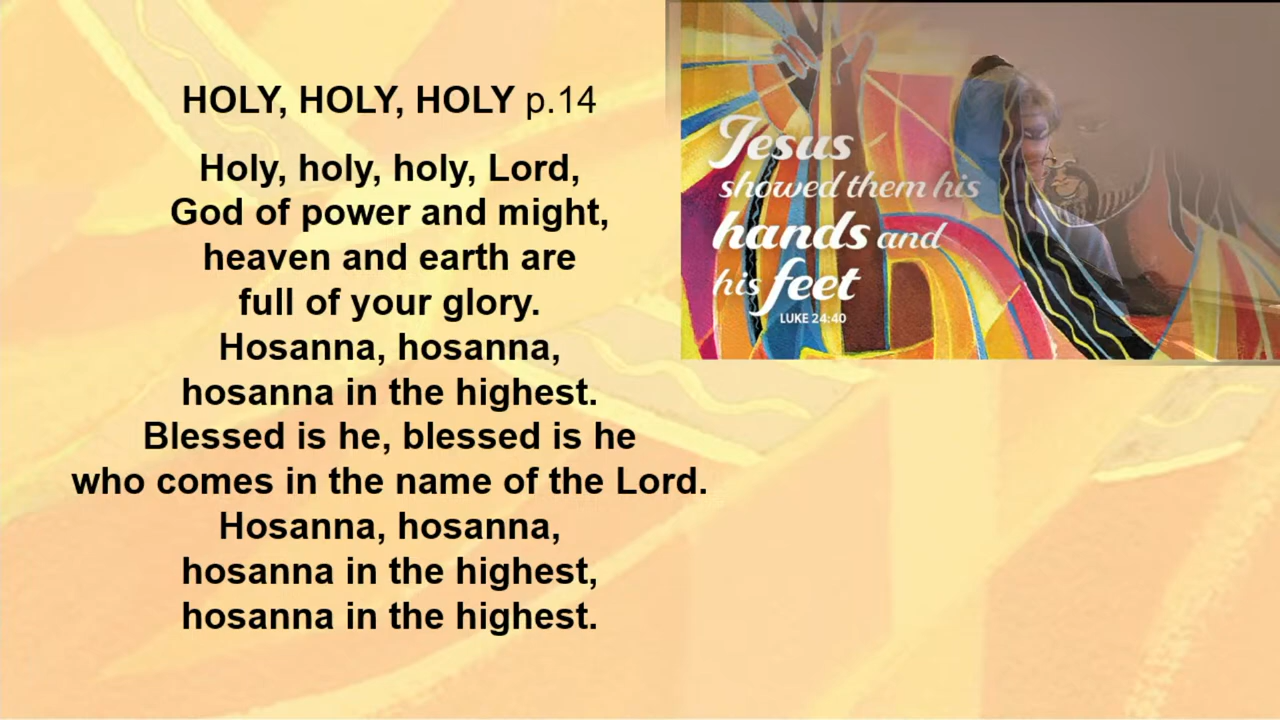 HOLY, HOLY, HOLY p.14
Holy, holy, holy, Lord,
God of power and might,
heaven and earth are
full of your glory.
Hosanna, hosanna,
hosanna in the highest.
Blessed is he, blessed is he
who comes in the name of the Lord.
Hosanna, hosanna,
hosanna in the highest,
hosanna in the highest.
Jesus
showed them his
hands and
his feet
LUKE 24:40